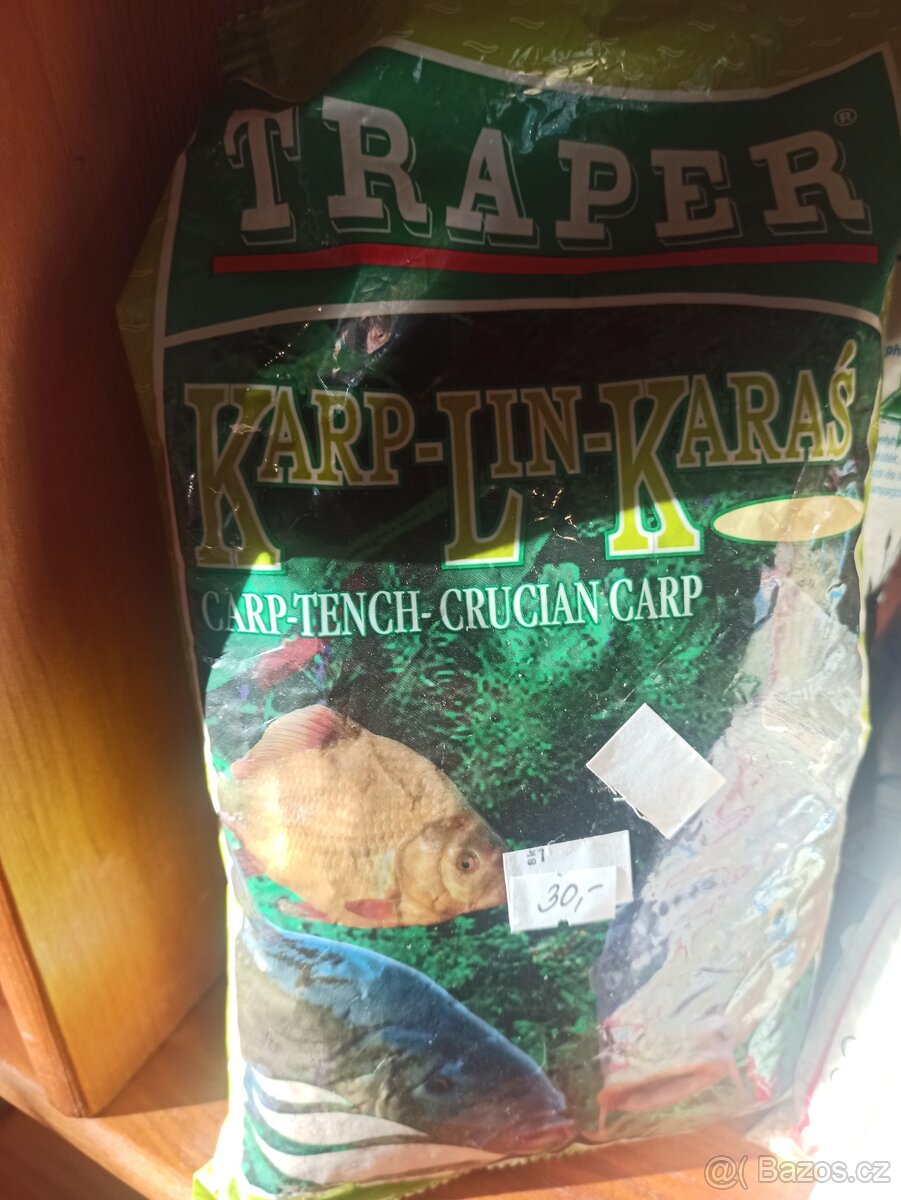 TRAPER®
KARP-LIN-KARAŚ
CARP-TENCH-CRUCIAN CARP
30,-
@( Bazos.cz